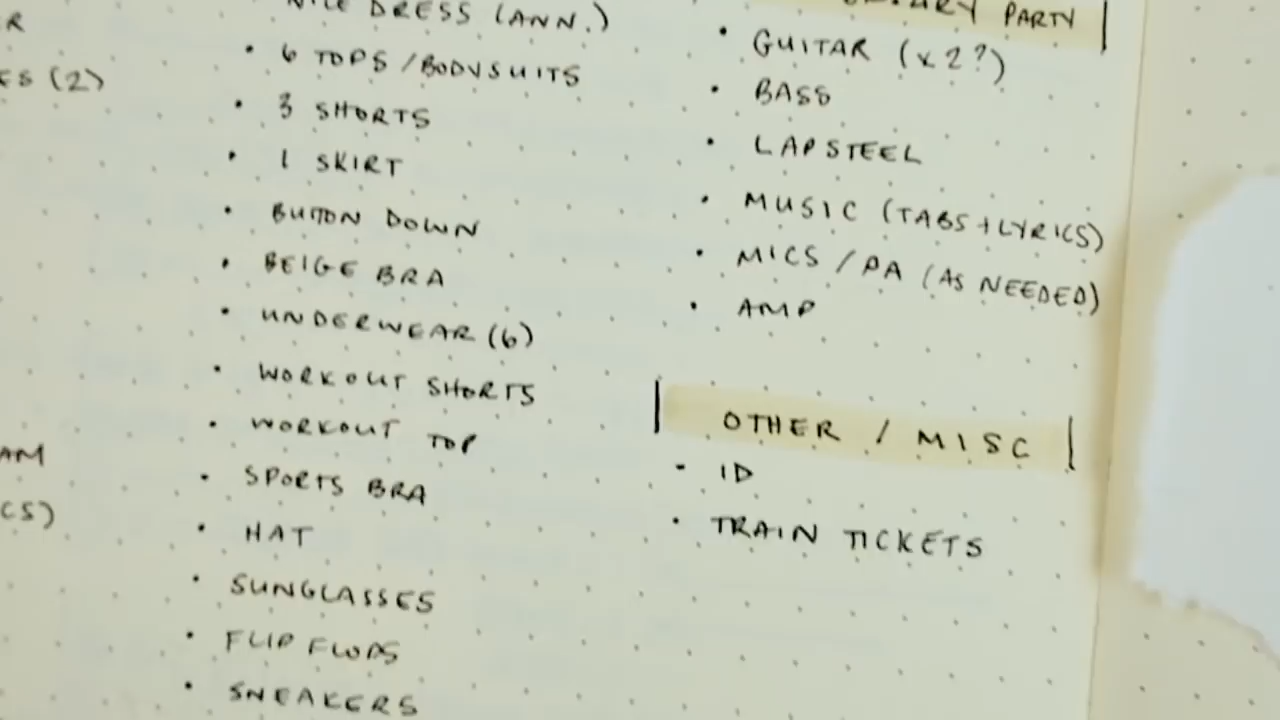 DRESS (ANN.)
6 TOPS/BODYSUITS
3 SHORTS
1 SKIRT
BUTTON DOWN
BEIGE BRA
UNDERWEAR (6)
WORKOUT SHORTS
WORKOUT TOP
SPORTS BRA
HAT
SUNGLASSES
FLIP FLOPS
SNEAKERS
PARTY
GUITAR (x2?)
BASS
LAP STEEL
MUSIC (TABS + LYRICS)
MICS / PA (AS NEEDED)
AMP
OTHER / MISC
ID
TRAIN TICKETS